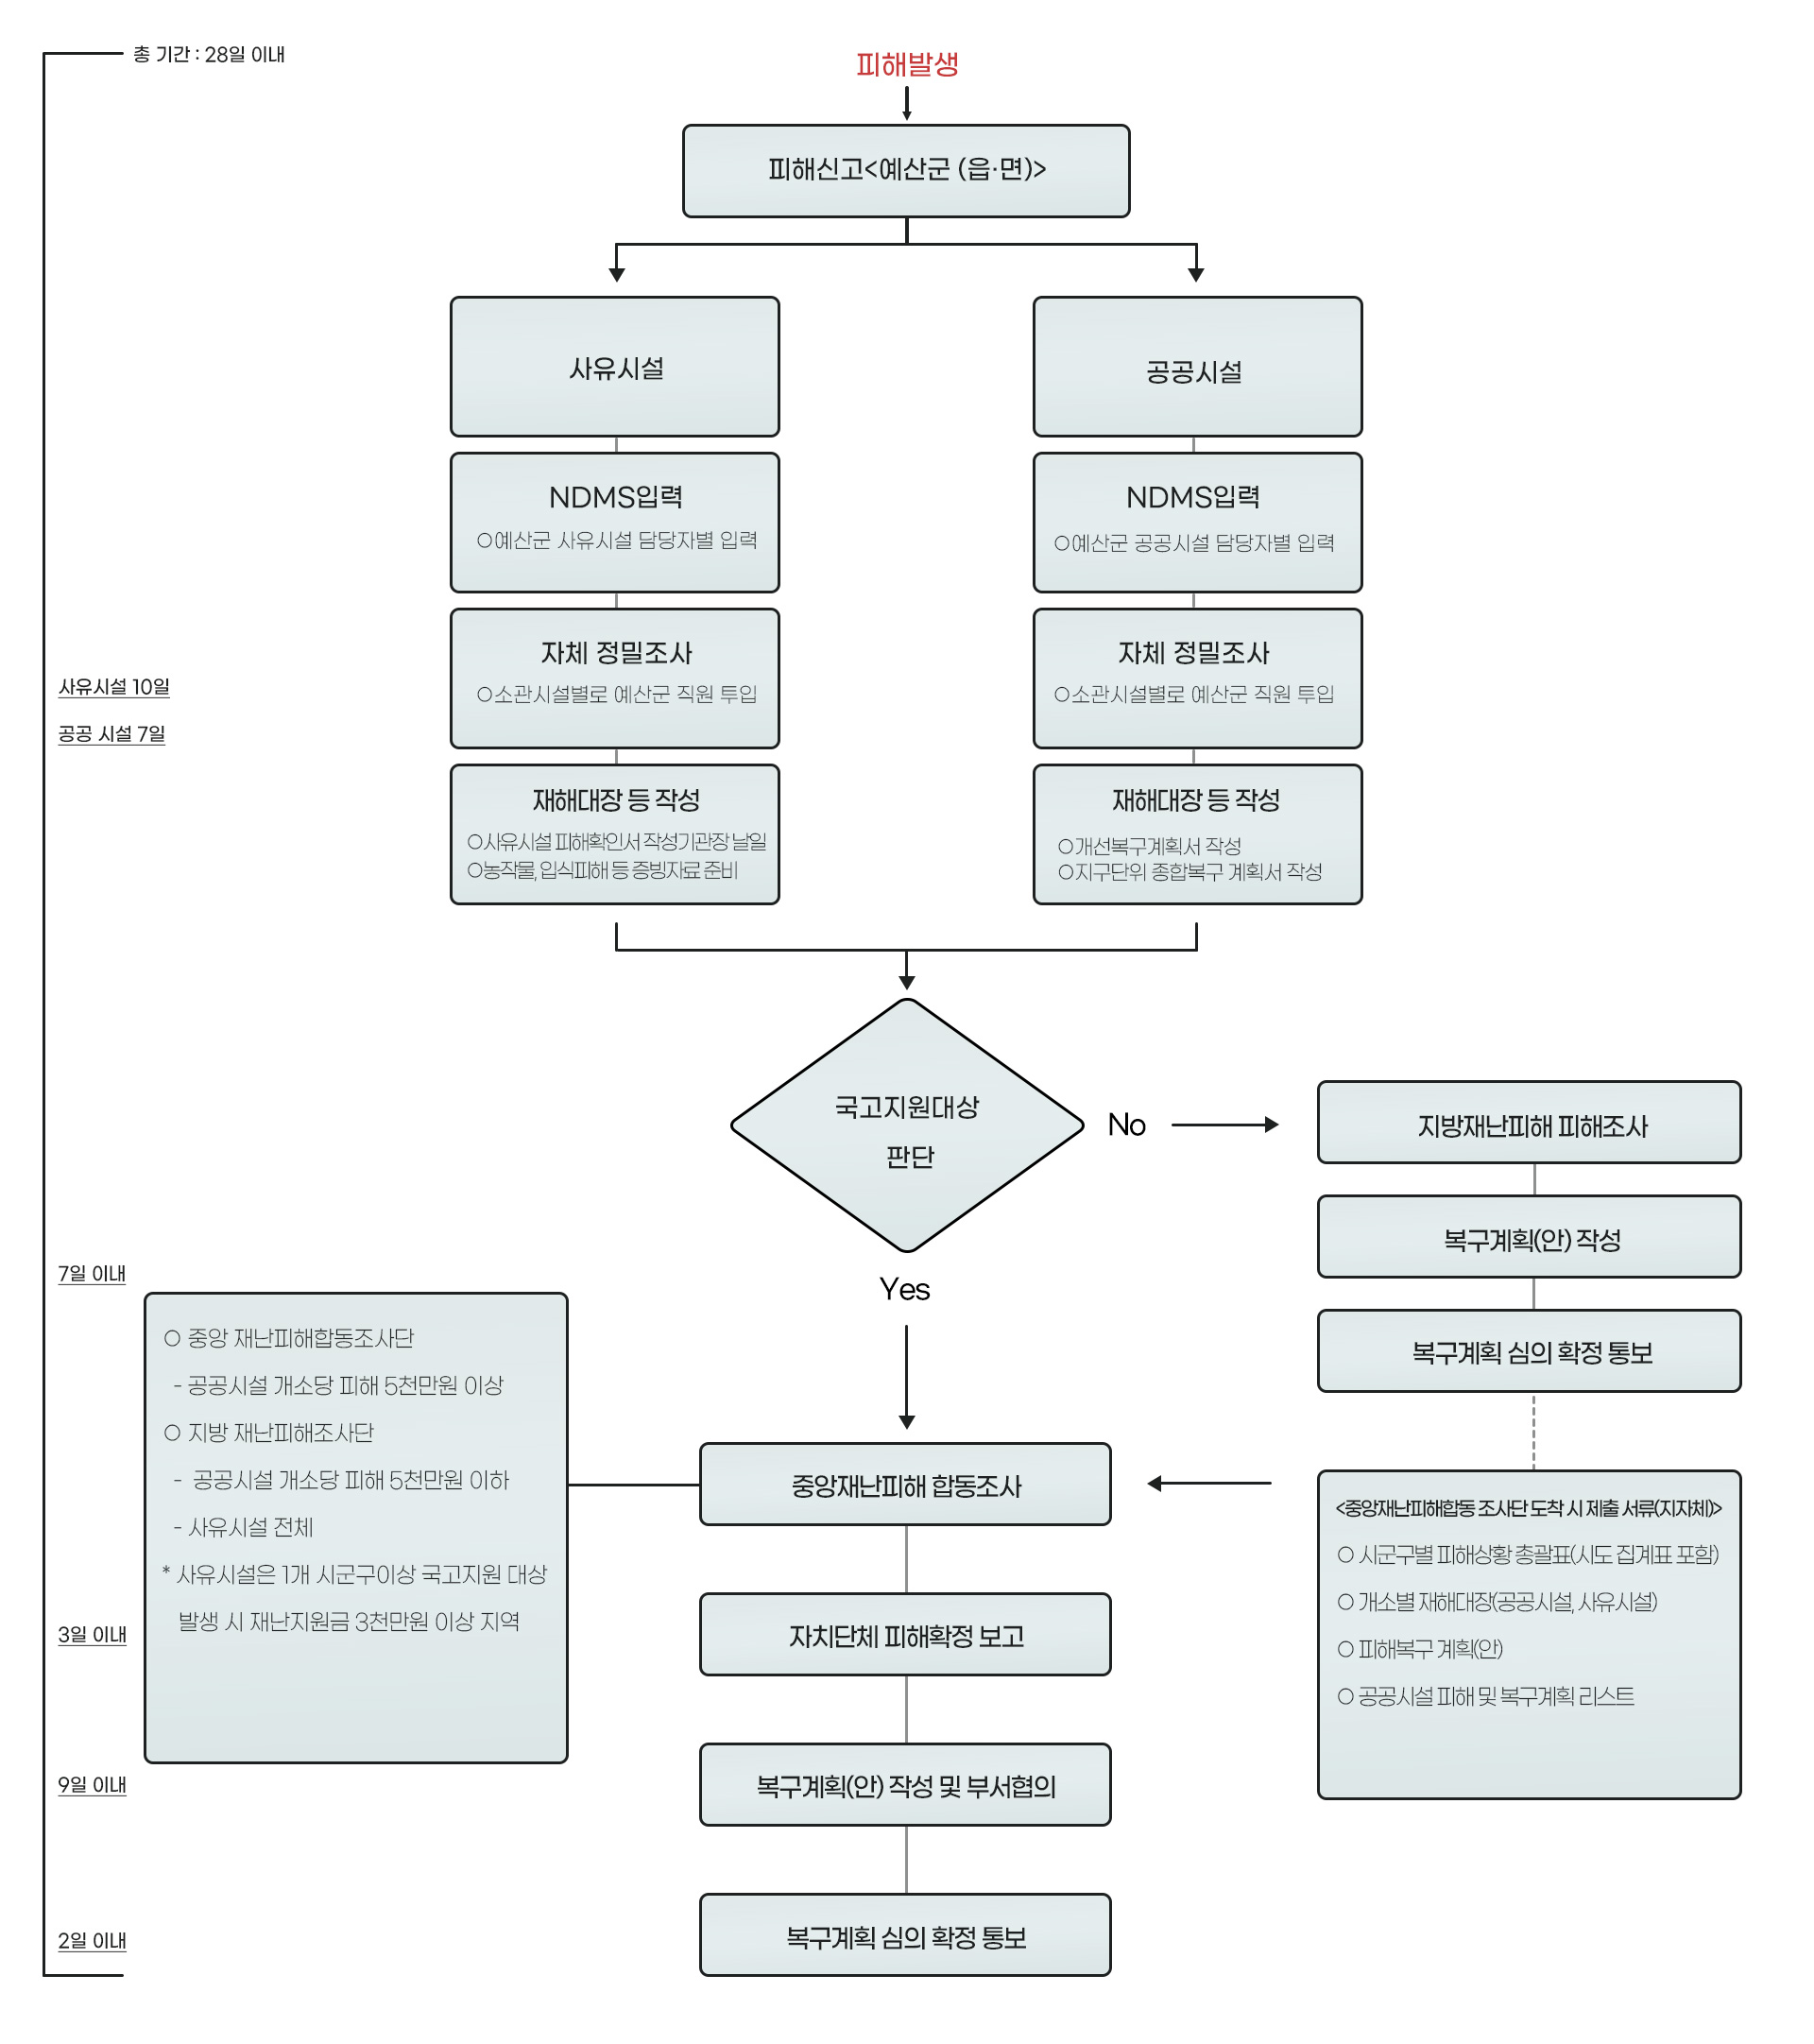 총 기간 : 28일 이내
피해발생
피해신고<예산군 (읍·면)>
사유시설
공공시설
NDMS입력
○예산군 사유시설 담당자별 입력
NDMS입력
○예산군 공공시설 담당자별 입력
자체 정밀조사
○소관시설별로 예산군 직원 투입
자체 정밀조사
○소관시설별로 예산군 직원 투입
사유시설 10일
공공 시설 7일
재해대장 등 작성
○사유시설 피해확인서 작성기관장 날일
○농작물, 입식피해 등 증빙자료 준비
재해대장 등 작성
○개선복구계획서 작성
○지구단위 종합복구 계획서 작성
국고지원대상
판단
No
지방재난피해 피해조사
복구계획(안) 작성
복구계획 심의 확정 통보
Yes
7일 이내
○ 중앙 재난피해합동조사단
- 공공시설 개소당 피해 5천만원 이상
○ 지방 재난피해조사단
- 공공시설 개소당 피해 5천만원 이하
- 사유시설 전체
* 사유시설은 1개 시군구이상 국고지원 대상
발생 시 재난지원금 3천만원 이상 지역
중앙재난피해 합동조사
<중앙재난피해합동 조사단 도착 시 제출 서류(지자체)>
○ 시군구별 피해상황 총괄표(시도 집계표 포함)
○ 개소별 재해대장(공공시설, 사유시설)
○ 피해복구 계획(안)
○ 공공시설 피해 및 복구계획 리스트
3일 이내
자치단체 피해확정 보고
9일 이내
복구계획(안) 작성 및 부서협의
2일 이내
복구계획 심의 확정 통보